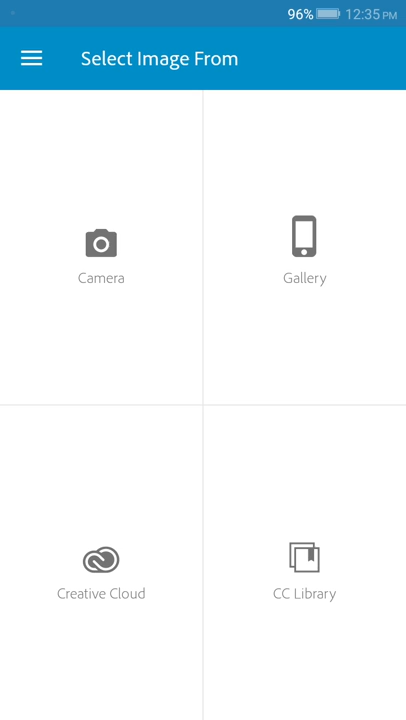 96% 12:35 PM
Select Image From
Camera
Gallery
Creative Cloud
CC Library